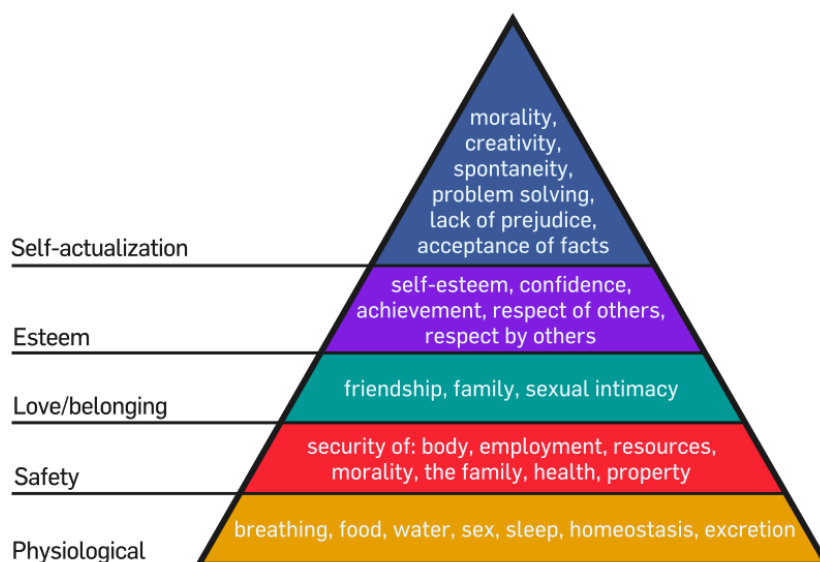 morality,
creativity,
spontaneity,
problem solving,
lack of prejudice,
acceptance of facts
Self-actualization
self-esteem, confidence,
achievement, respect of others,
respect by others
Esteem
friendship, family, sexual intimacy
Love/belonging
security of: body, employment, resources,
morality, the family, health, property
Safety
breathing, food, water, sex, sleep, homeostasis, excretion
Physiological